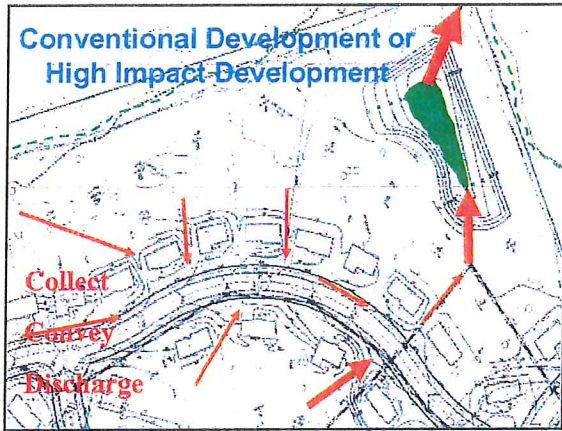 Conventional Development or
High Impact Development
Collect
Convey
Discharge